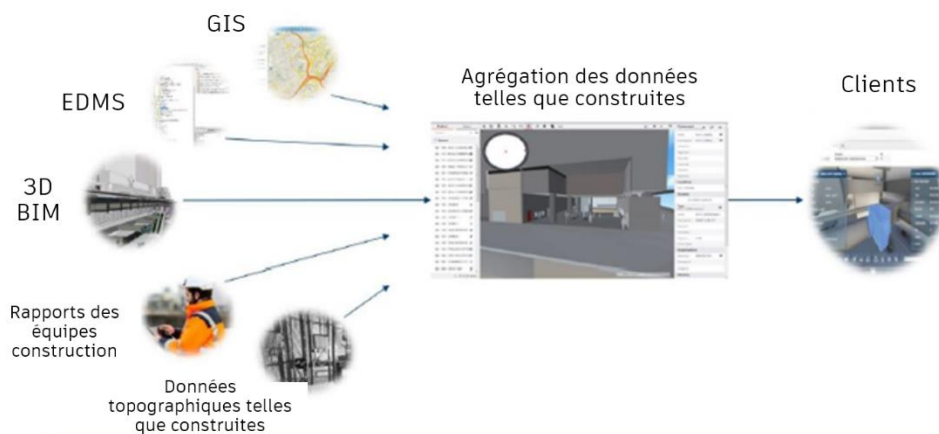 GIS
EDMS
3D
BIM
Rapports des
équipes
construction
Données
topographiques telles
que construites
Agrégation des données
telles que construites
Clients